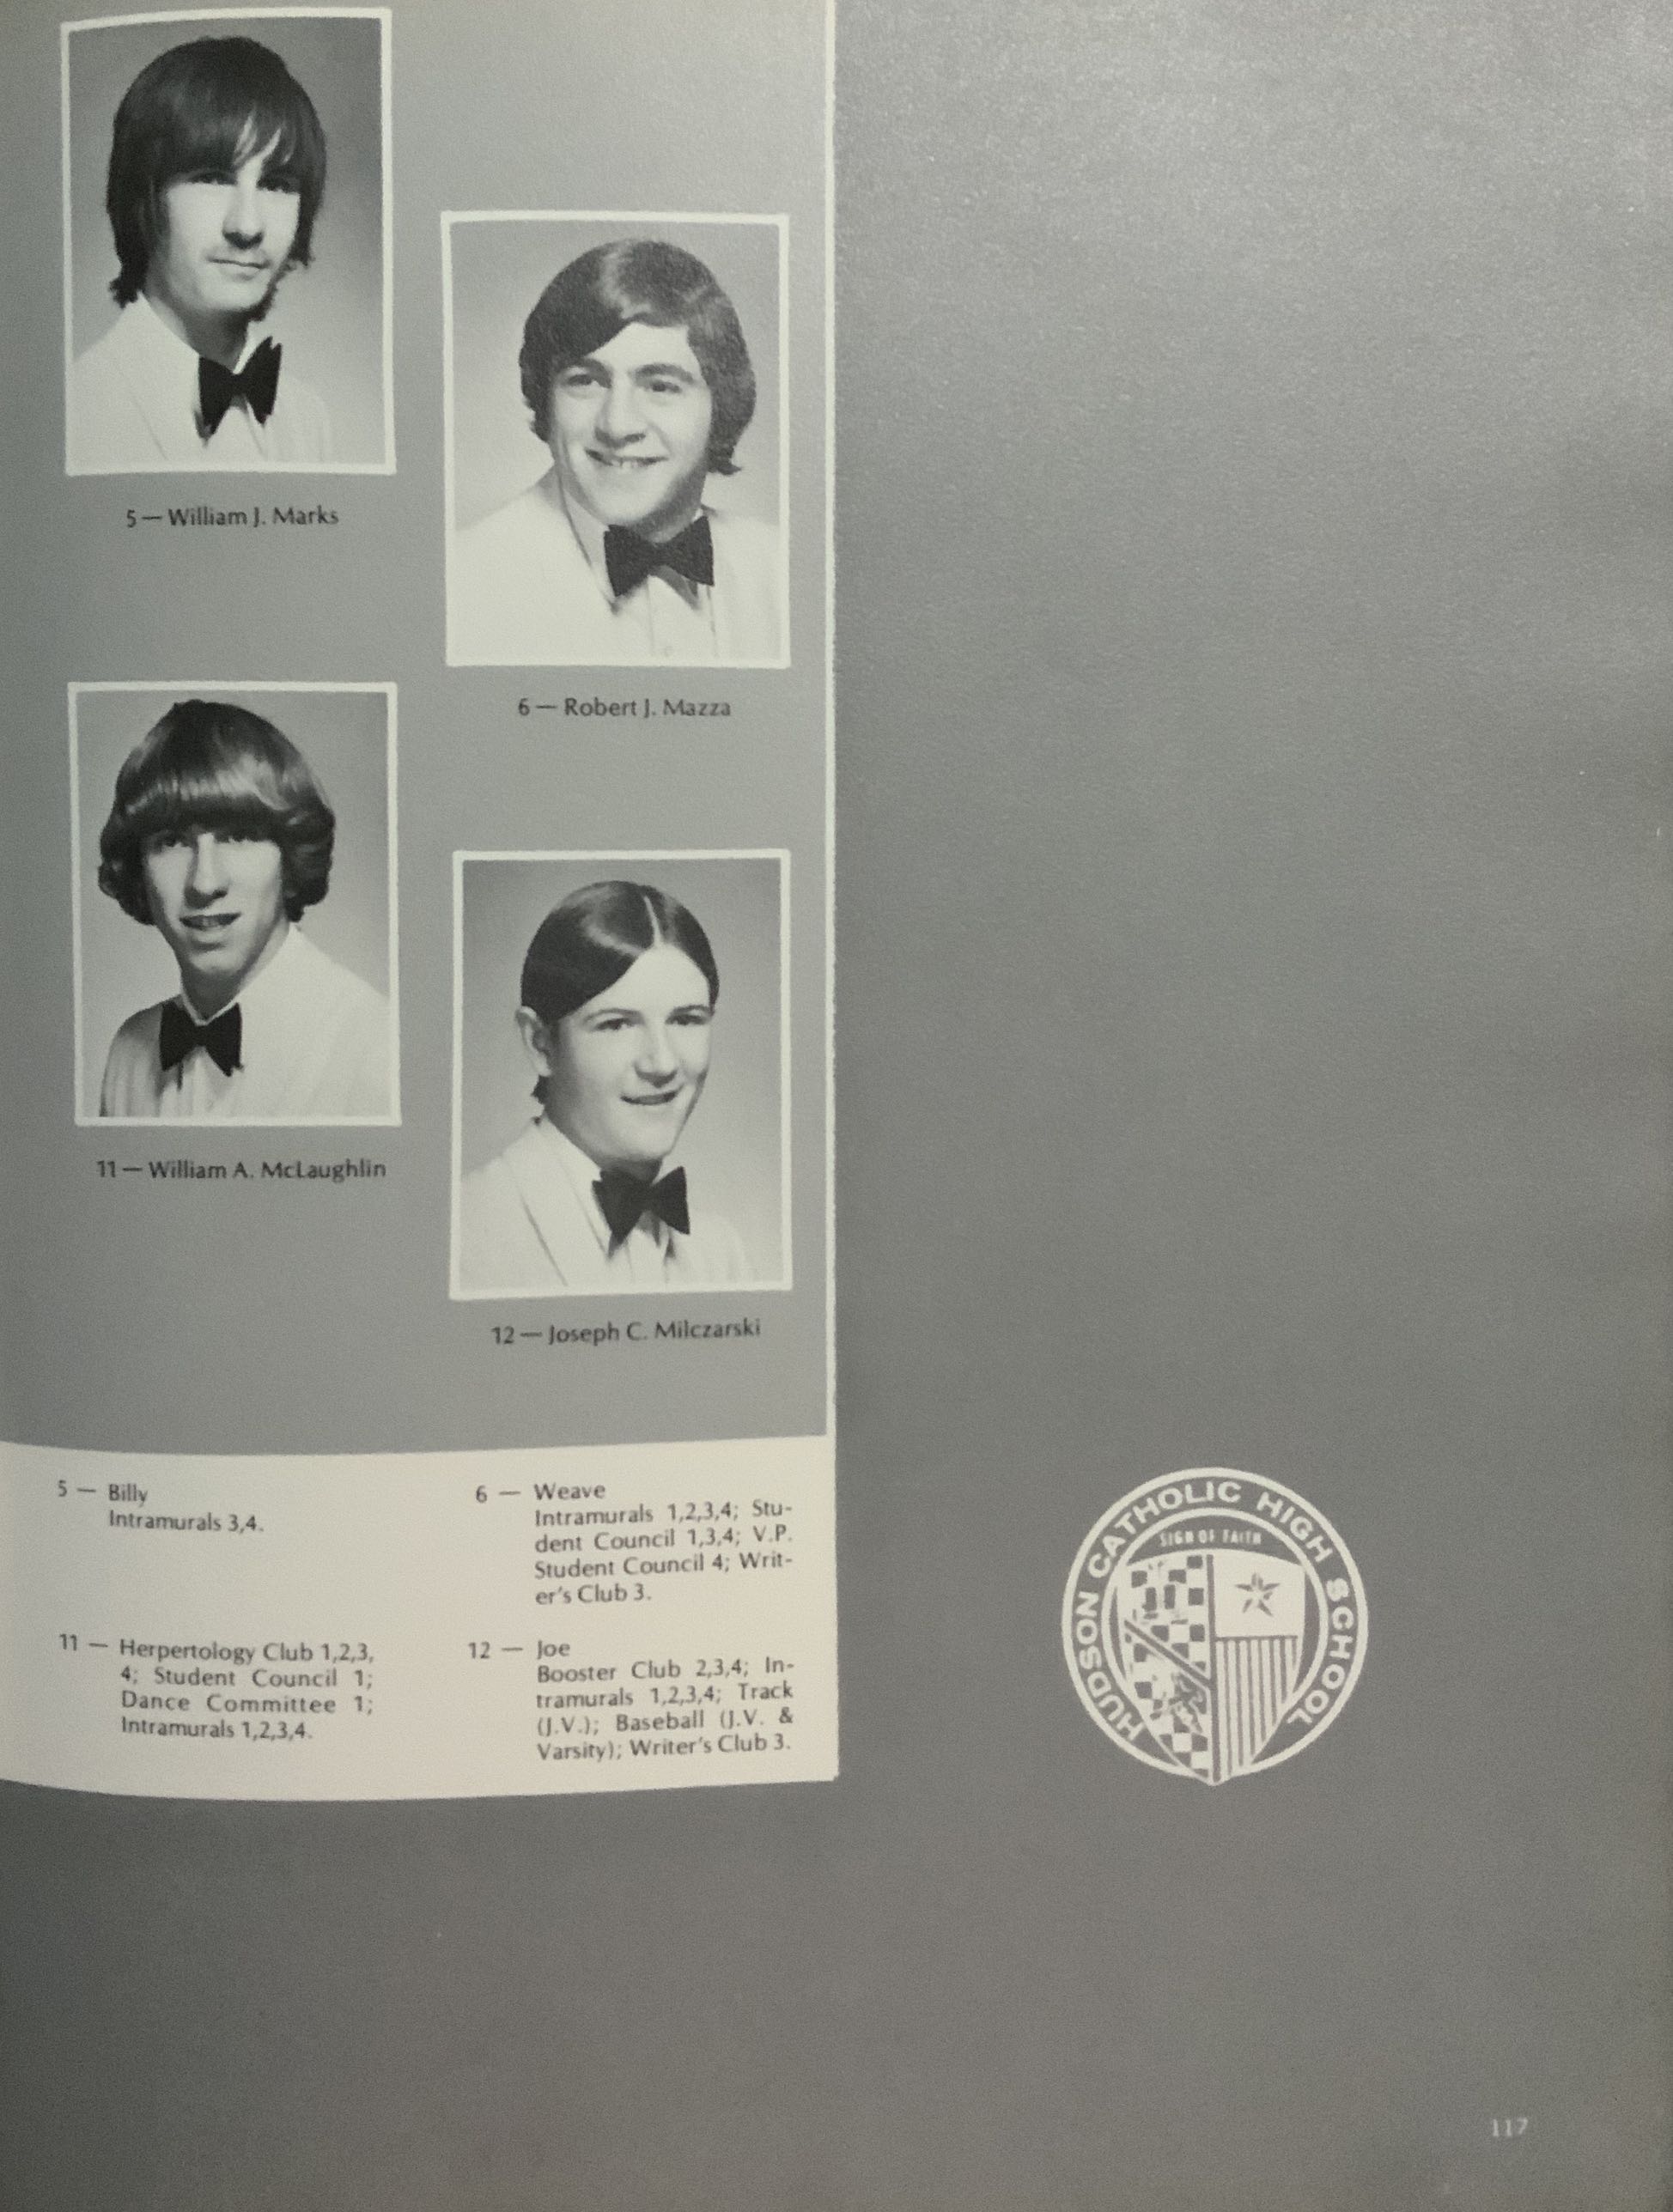 5 — William J. Marks
6 — Robert J. Mazza
11 — William A. McLaughlin
12 — Joseph C. Milczarski
5 — Billy
Intramurals 3,4.
6 — Weave
Intramurals 1,2,3,4; Stu-
dent Council 1,3,4; V.P.
Student Council 4; Writ-
er's Club 3.
11 — Herpertology Club 1,2,3,
4; Student Council 1;
Dance Committee 1;
Intramurals 1,2,3,4.
12 — Joe
Booster Club 2,3,4; In-
tramurals 1,2,3,4; Track
(J.V.); Baseball (J.V. &
Varsity); Writer's Club 3.
HUDSON CATHOLIC HIGH SCHOOL
SIGN OF FAITH
117